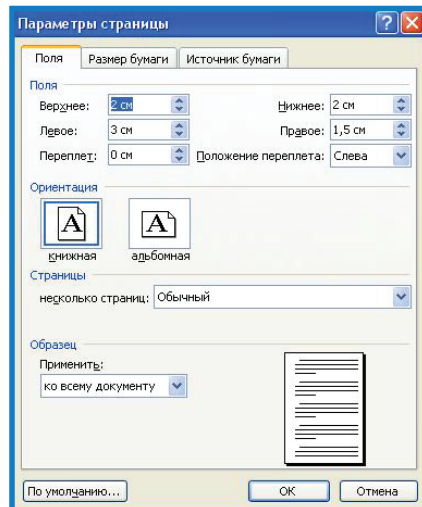 Параметры страницы
Поля Размер бумаги Источник бумаги
Поля
Верхнее: 2 см Нижнее: 2 см
Левое: 3 см Правое: 1,5 см
Переплет: 0 см Положение переплета: Слева
Ориентация
A A
книжная альбомная
Страницы
несколько страниц: Обычный
Образец
Применить:
ко всему документу
По умолчанию... ОК Отмена